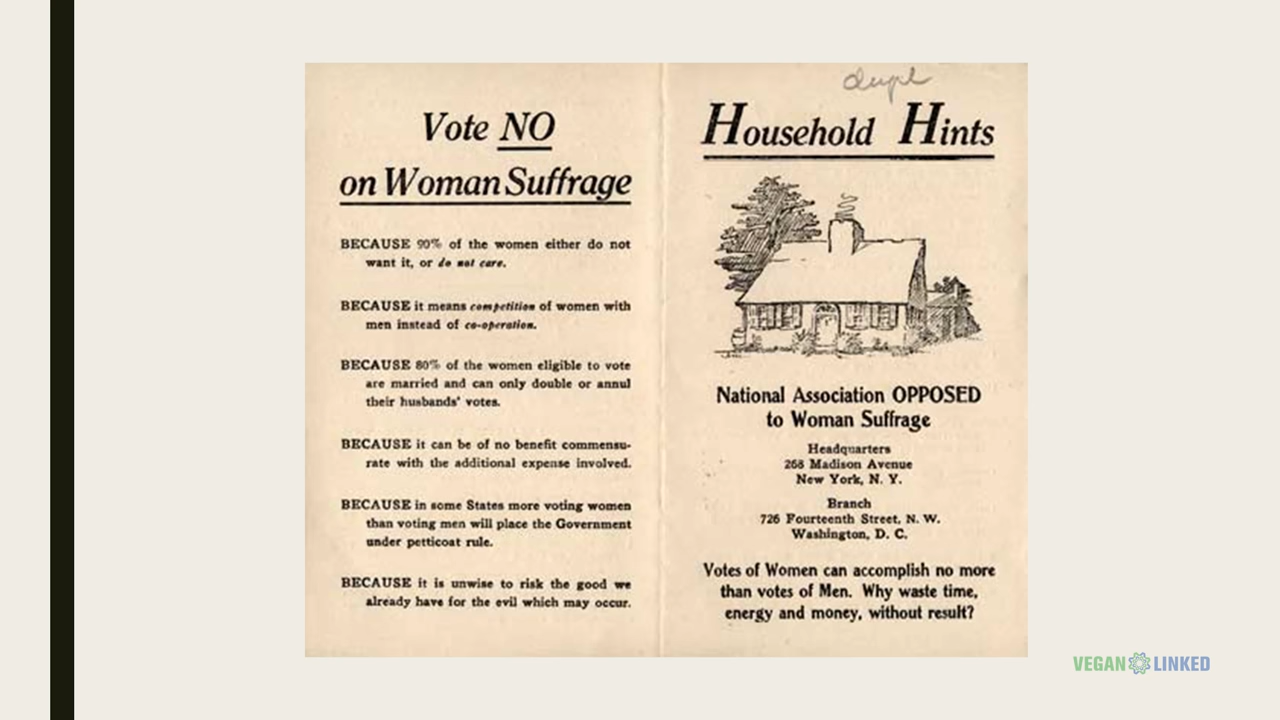 Vote NO
on Woman Suffrage
BECAUSE 90% of the women either do not
want it, or do not care.
BECAUSE it means competition of women with
men instead of co-operation.
BECAUSE 80% of the women eligible to vote
are married and can only double or annul
their husbands' votes.
BECAUSE it can be of no benefit commensu-
rate with the additional expense involved.
BECAUSE in some States more voting women
than voting men will place the Government
under petticoat rule.
BECAUSE it is unwise to risk the good we
already have for the evil which may occur.
Household Hints
National Association OPPOSED
to Woman Suffrage
Headquarters
268 Madison Avenue
New York, N. Y.
Branch
726 Fourteenth Street, N. W.
Washington, D. C.
Votes of Women can accomplish no more
than votes of Men. Why waste time,
energy and money, without result?
VEGAN LINKED